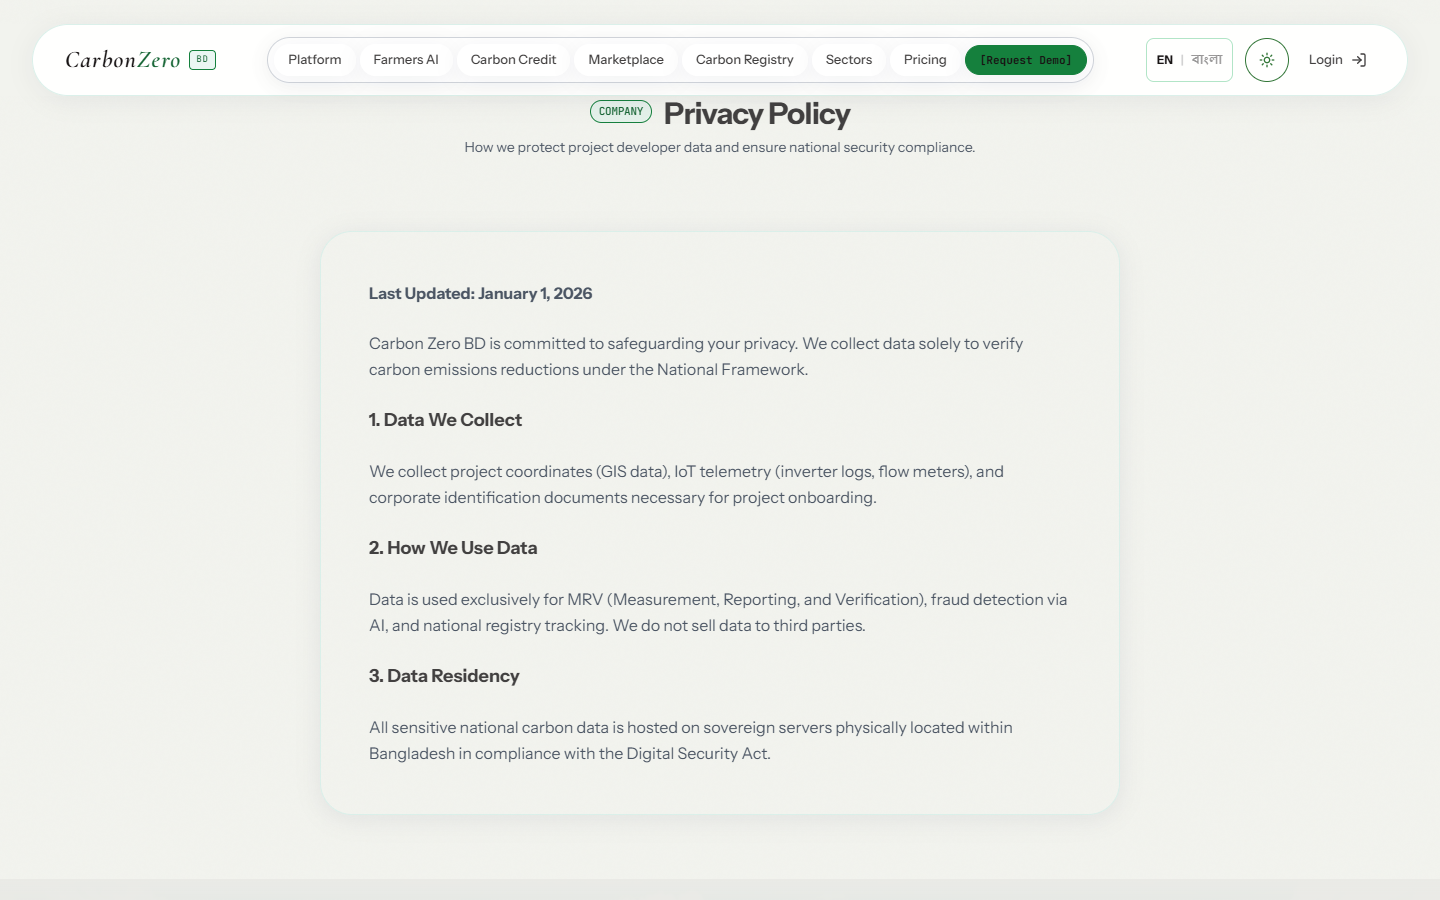 CarbonZero BD
Platform
Farmers AI
Carbon Credit
Marketplace
Carbon Registry
Sectors
Pricing
[Request Demo]
EN | বাংলা
Login
COMPANY Privacy Policy
How we protect project developer data and ensure national security compliance.
Last Updated: January 1, 2026
Carbon Zero BD is committed to safeguarding your privacy. We collect data solely to verify
carbon emissions reductions under the National Framework.
1. Data We Collect
We collect project coordinates (GIS data), IoT telemetry (inverter logs, flow meters), and
corporate identification documents necessary for project onboarding.
2. How We Use Data
Data is used exclusively for MRV (Measurement, Reporting, and Verification), fraud detection via
AI, and national registry tracking. We do not sell data to third parties.
3. Data Residency
All sensitive national carbon data is hosted on sovereign servers physically located within
Bangladesh in compliance with the Digital Security Act.